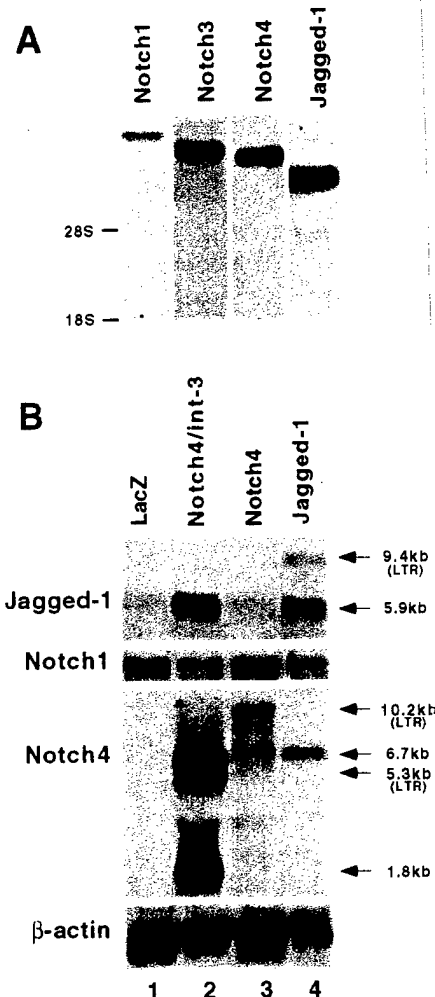 A
Notch1
Notch3
Notch4
Jagged-1
28S
18S
B
LacZ
Notch4/int-3
Notch4
Jagged-1
9.4kb
(LTR)
Jagged-1
5.9kb
Notch1
10.2kb
(LTR)
Notch4
6.7kb
5.3kb
(LTR)
1.8kb
β-actin
1 2 3 4